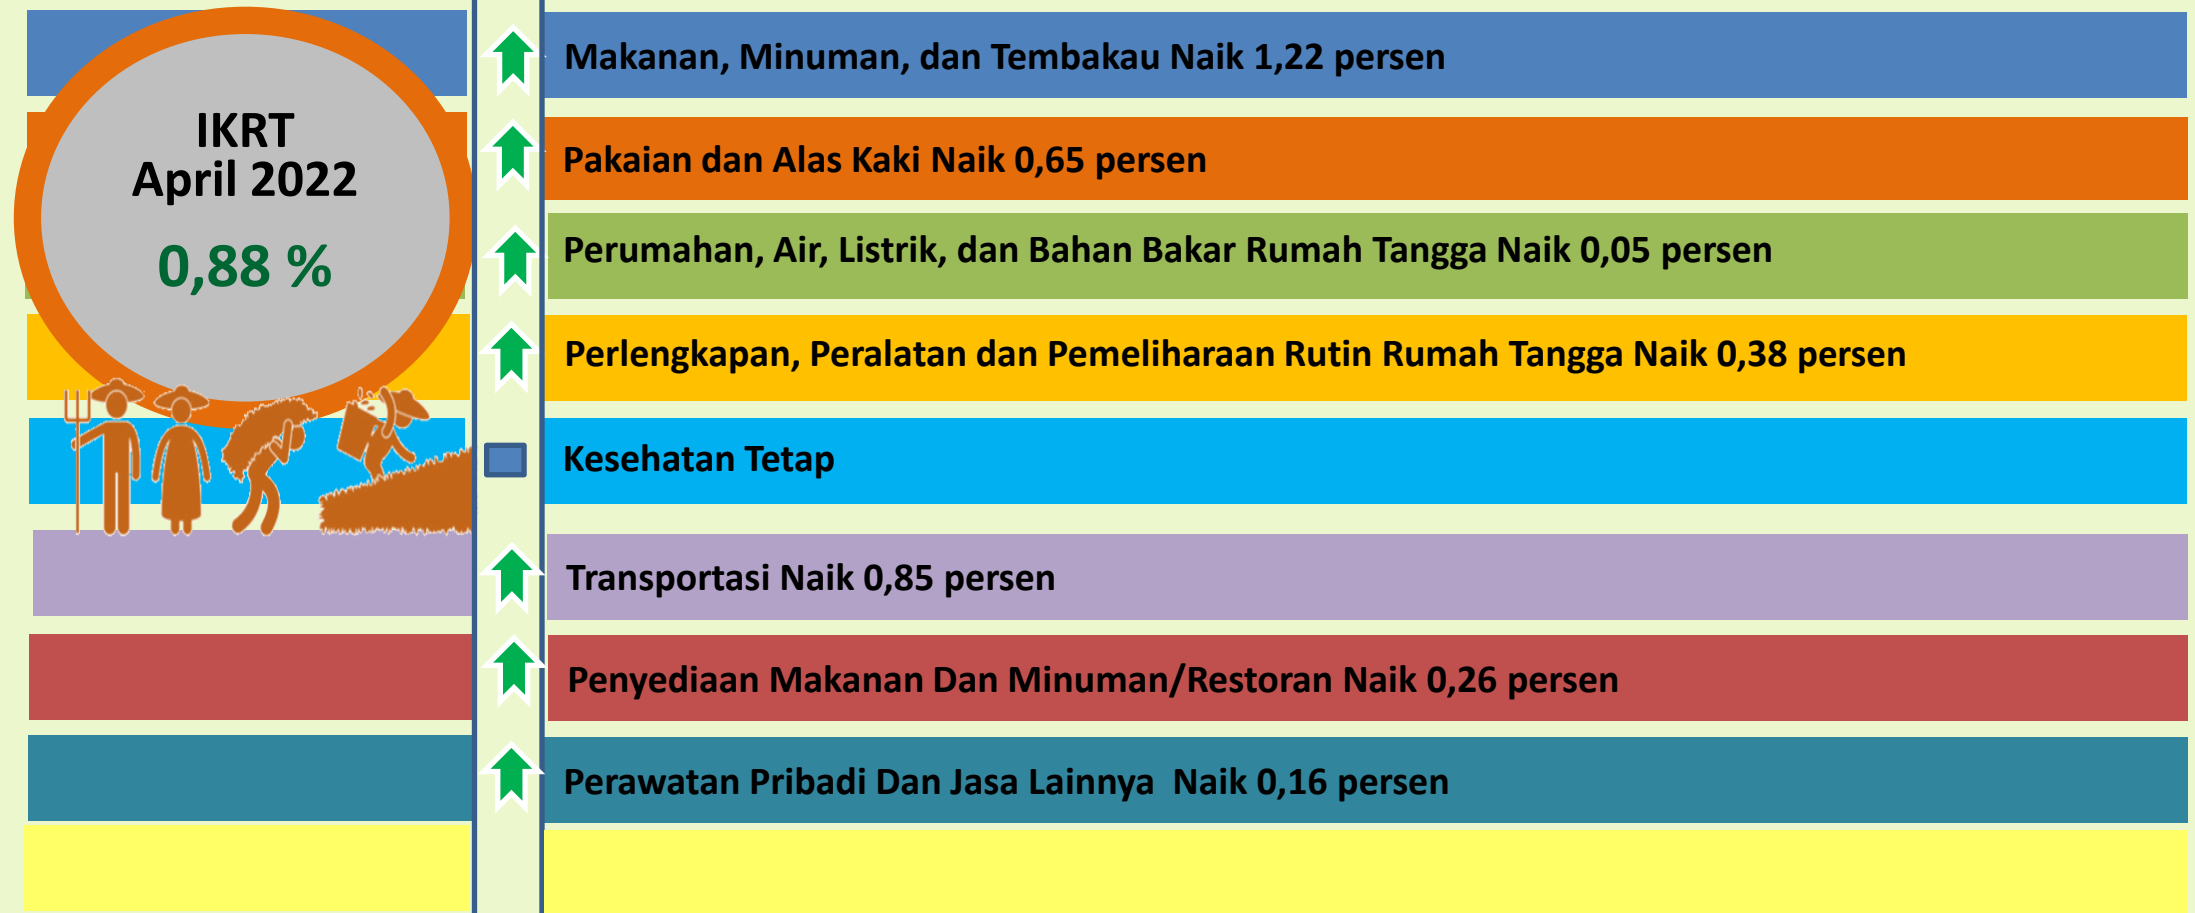 IKRT
April 2022
0,88 %
Makanan, Minuman, dan Tembakau Naik 1,22 persen
Pakaian dan Alas Kaki Naik 0,65 persen
Perumahan, Air, Listrik, dan Bahan Bakar Rumah Tangga Naik 0,05 persen
Perlengkapan, Peralatan dan Pemeliharaan Rutin Rumah Tangga Naik 0,38 persen
Kesehatan Tetap
Transportasi Naik 0,85 persen
Penyediaan Makanan Dan Minuman/Restoran Naik 0,26 persen
Perawatan Pribadi Dan Jasa Lainnya  Naik 0,16 persen